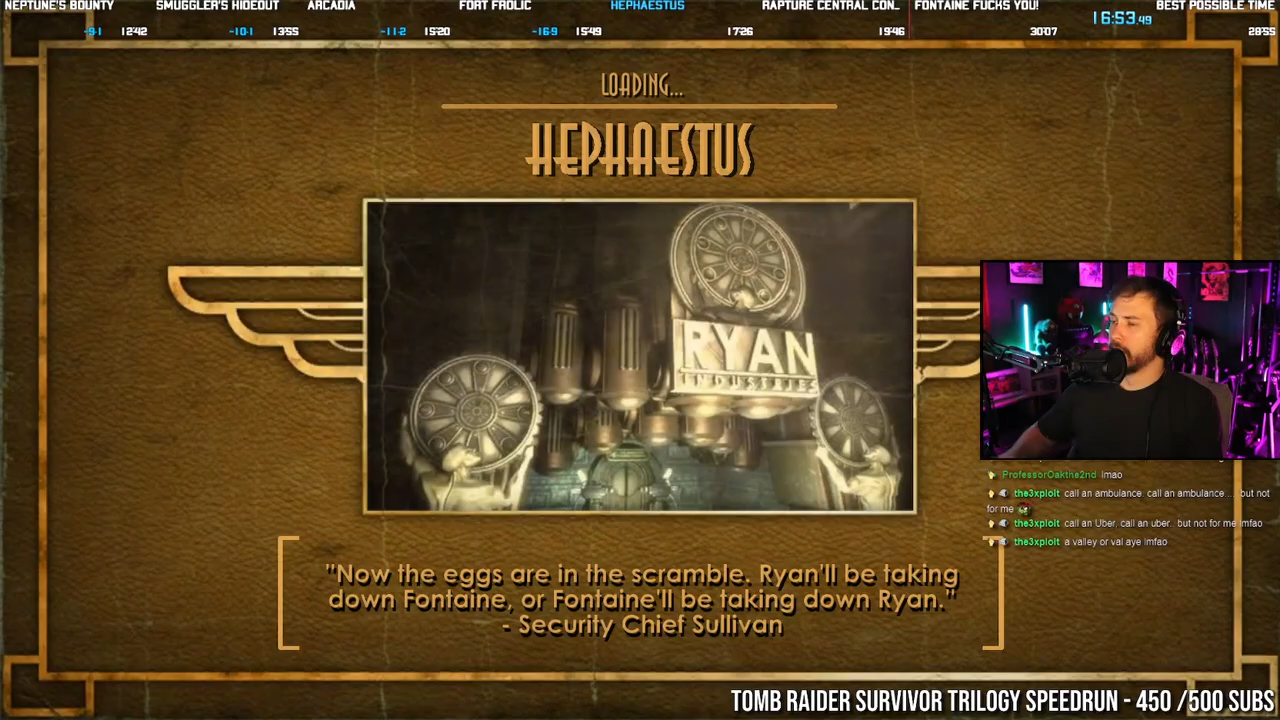 NEPTUNE'S BOUNTY SMUGGLER'S HIDEOUT ARCADIA FORT FROLIC HEPHAESTUS RAPTURE CENTRAL CON... FONTAINE FUCKS YOU! BEST POSSIBLE TIME
16:53.49
-9.1 12:42 -10.1 13:55 -11.2 15:20 -16.9 15:49 17:26 19:46 30:07 28:55
LOADING...
HEPHAESTUS
RYAN
INDUSTRIES
ProfessorOakthe2nd lmao
the3xploit call an ambulance, call an ambulance ... but not
for me
the3xploit call an Uber, call an uber.. but not for me lmfao
the3xploit a valley or val aye lmfao
"Now the eggs are in the scramble. Ryan'll be taking
down Fontaine, or Fontaine'll be taking down Ryan."
- Security Chief Sullivan
TOMB RAIDER SURVIVOR TRILOGY SPEEDRUN - 450 /500 SUBS